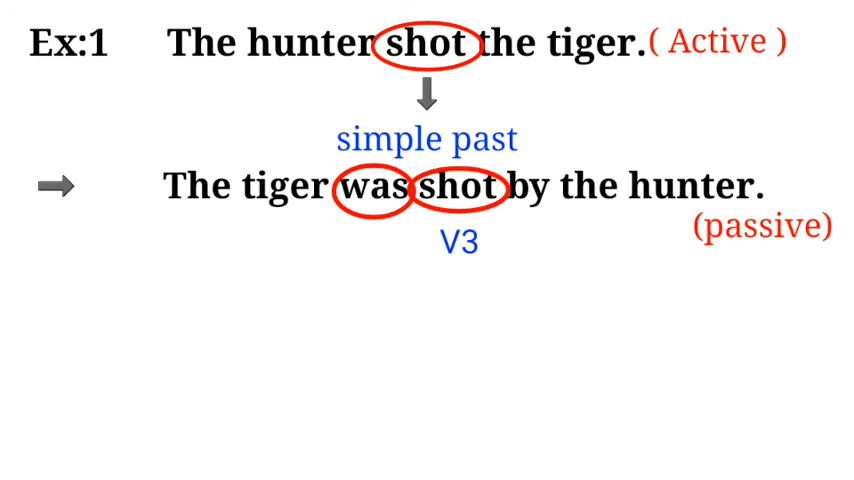 Ex:1 The hunter shot the tiger.( Active )
simple past
The tiger was shot by the hunter.
(passive)
V3